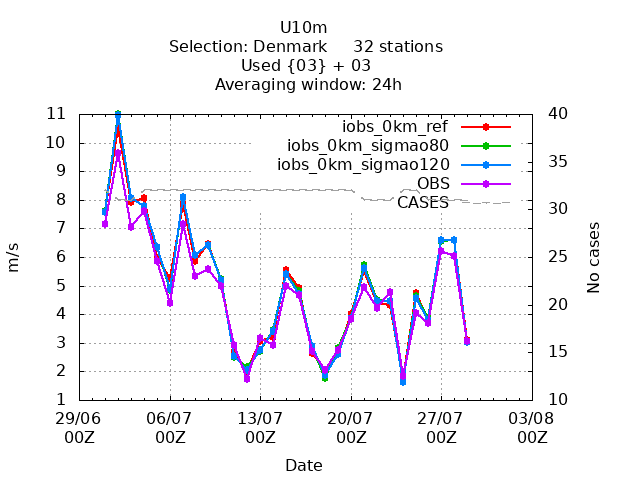 U10m
Selection: Denmark     32 stations
Used {03} + 03
Averaging window: 24h
11 40
iobs_0km_ref
10
iobs_0km_sigmao80
35
9
iobs_0km_sigmao120
OBS
8
CASES
30
7
6 25
5
4 20
3 15
2
1 10
m/s
No cases
29/06 06/07 13/07 20/07 27/07 03/08
00Z 00Z 00Z 00Z 00Z 00Z
Date